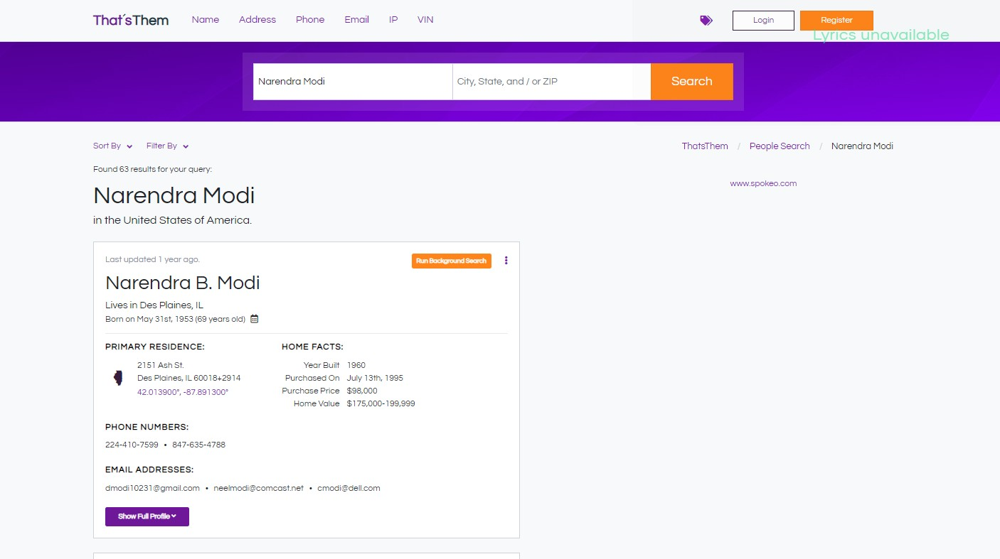 That'sThem Name Address Phone Email IP VIN Login Register
Lyrics unavailable
Narendra Modi City, State, and / or ZIP Search
Sort By Filter By ThatsThem / People Search / Narendra Modi
Found 63 results for your query:
www.spokeo.com
Narendra Modi
in the United States of America.
Last updated 1 year ago. Run Background Search
Narendra B. Modi
Lives in Des Plaines, IL
Born on May 31st, 1953 (69 years old)
PRIMARY RESIDENCE:
2151 Ash St.
Des Plaines, IL 60018+2914
42.013900°, -87.891300°
HOME FACTS:
Year Built 1960
Purchased On July 13th, 1995
Purchase Price $98,000
Home Value $175,000-199,999
PHONE NUMBERS:
224-410-7599 • 847-635-4788
EMAIL ADDRESSES:
dmodi10231@gmail.com • neelmodi@comcast.net • cmodi@dell.com
Show Full Profile